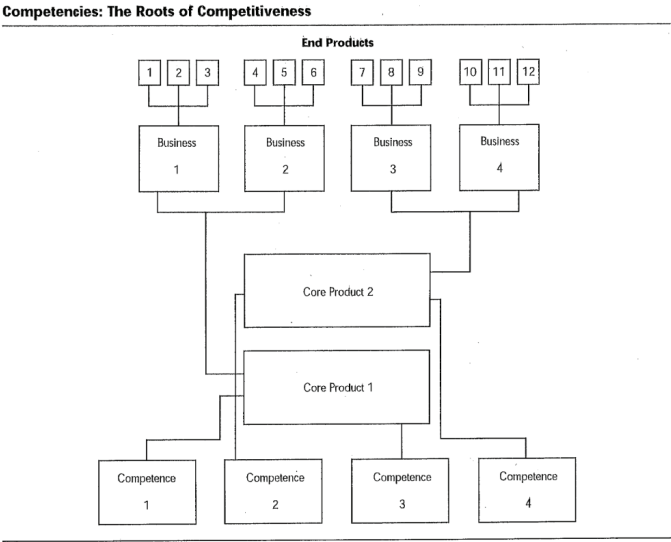 Competencies: The Roots of Competitiveness
End Products
1 2 3 4 5 6 7 8 9 10 11 12
Business Business Business Business
1 2 3 4
Core Product 2
Core Product 1
Competence Competence Competence Competence
1 2 3 4